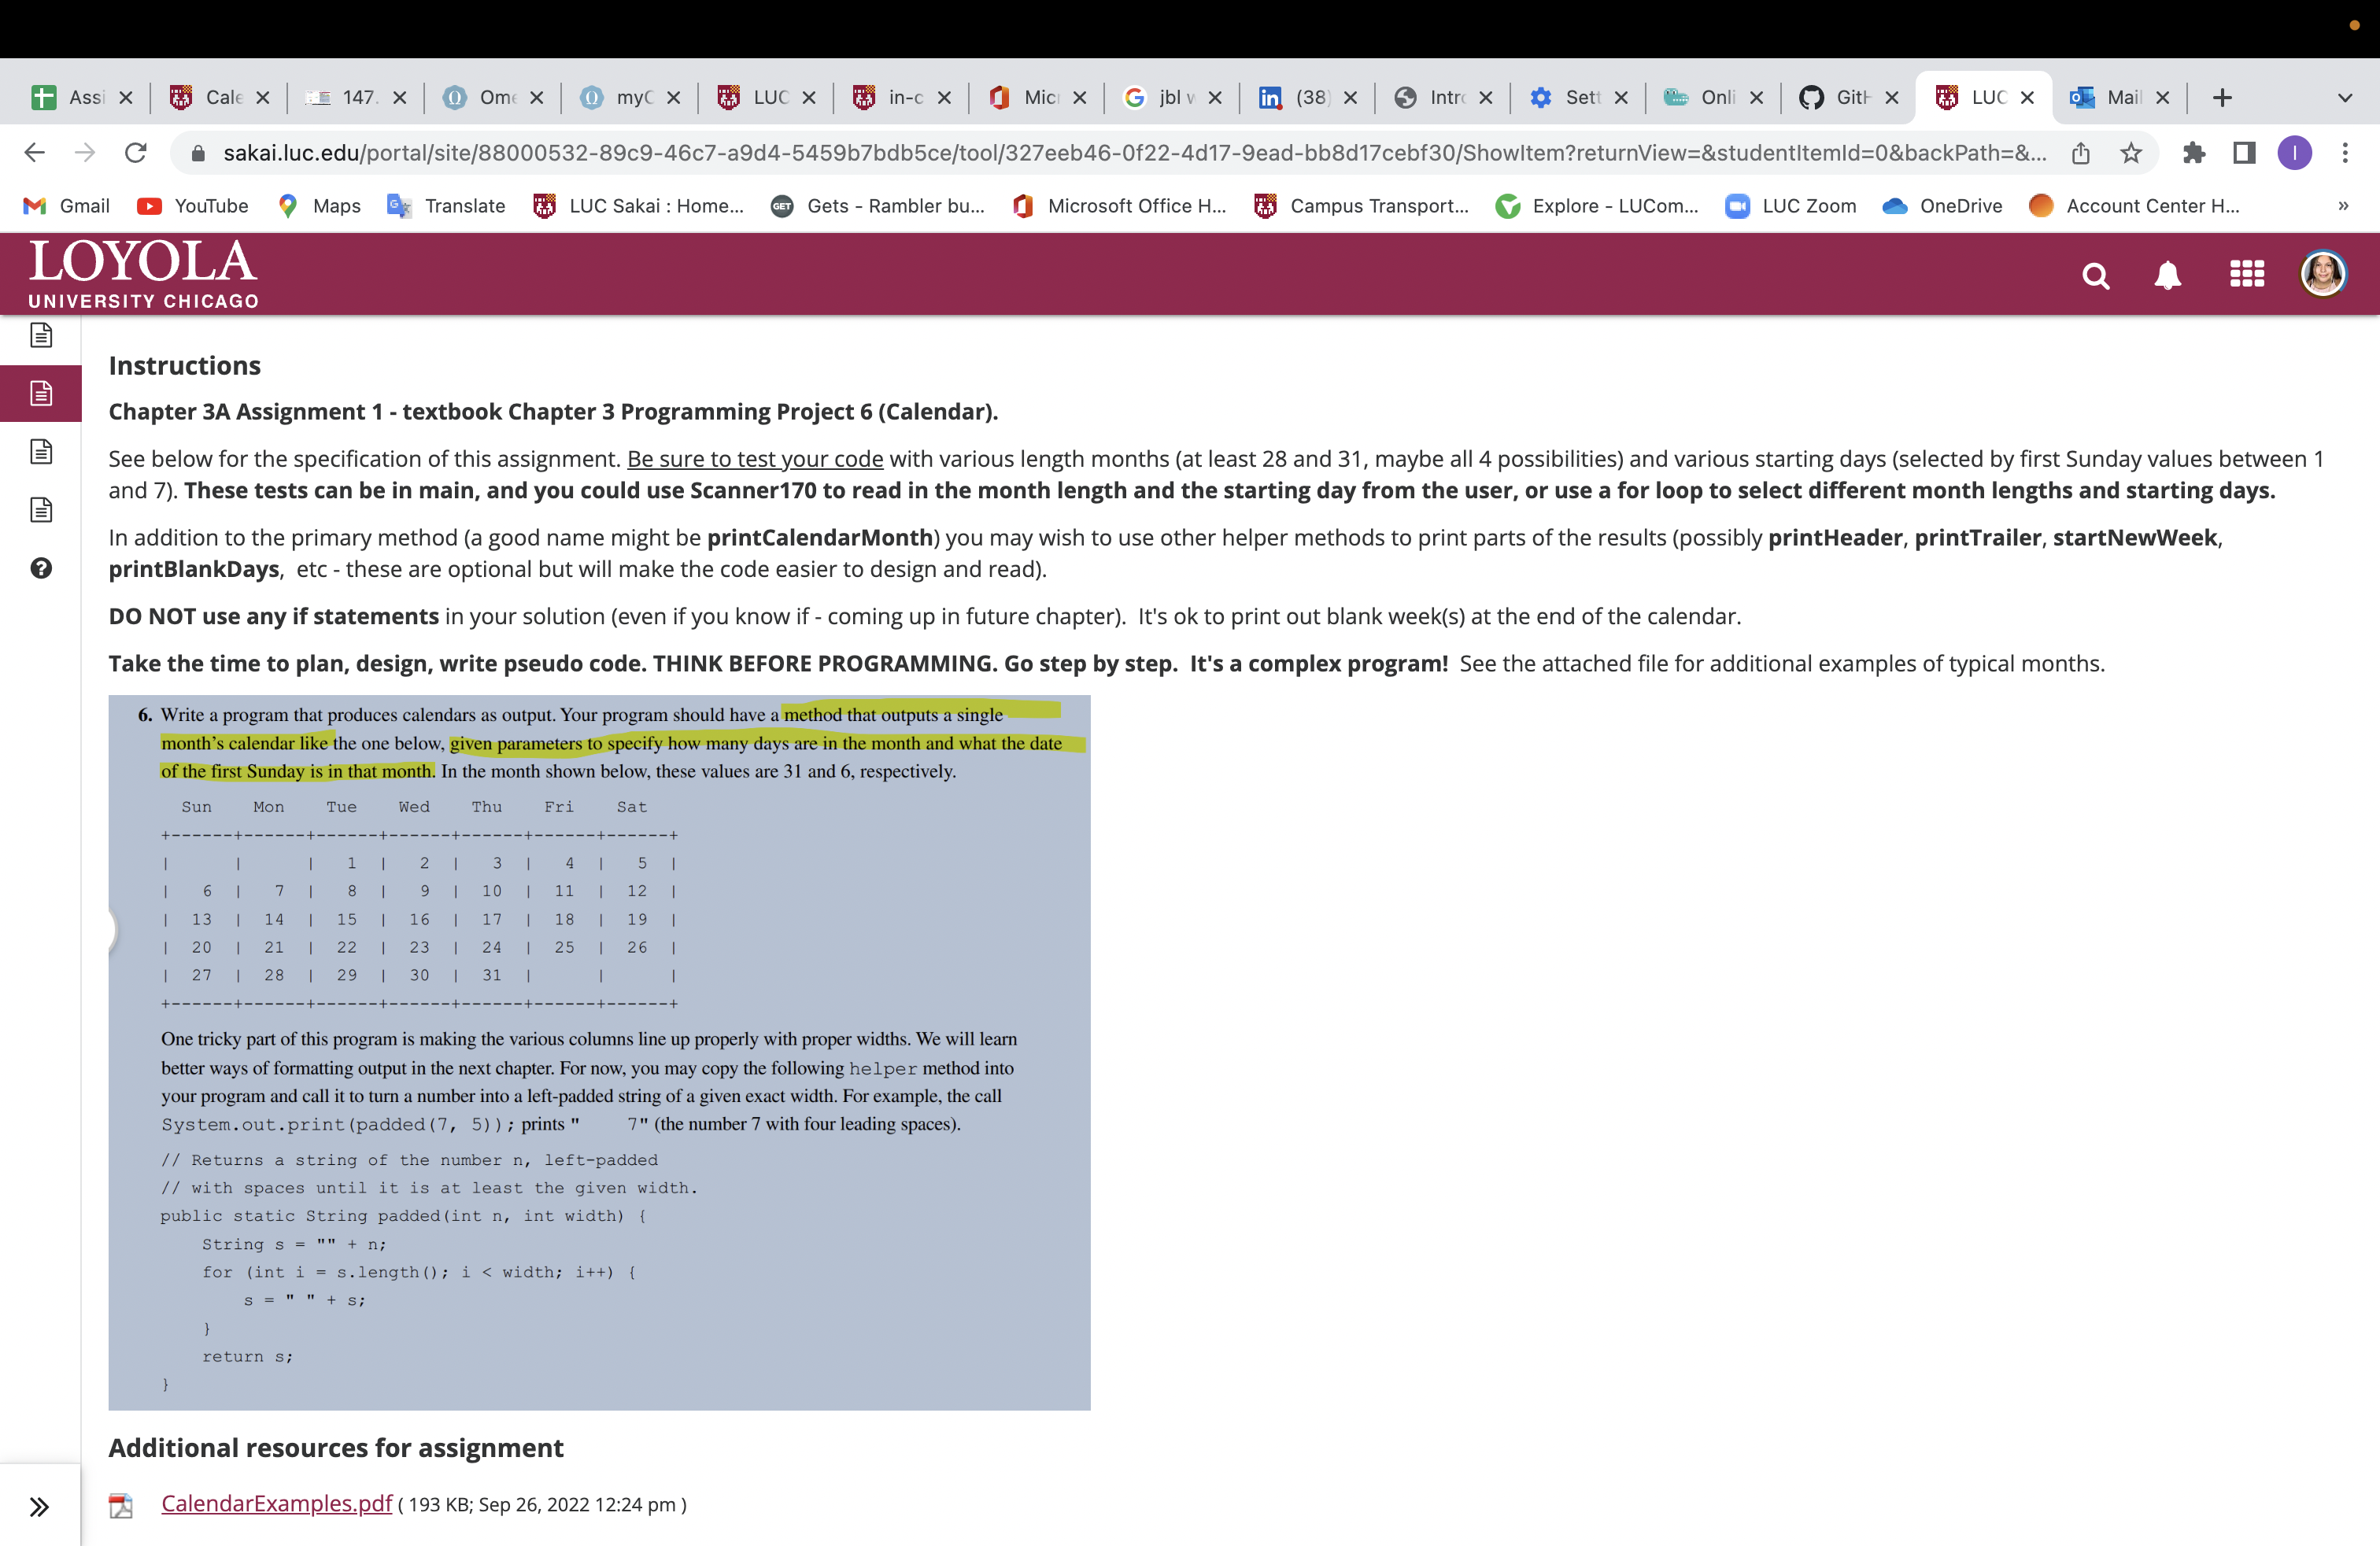 Assi Cale 147. Ome myC LUC in-c Micr jbl w (38) Intro Sett Onli GitH LUC Mail
sakai.luc.edu/portal/site/88000532-89c9-46c7-a9d4-5459b7bdb5ce/tool/327eeb46-0f22-4d17-9ead-bb8d17cebf30/ShowItem?returnView=&studentItemId=0&backPath=&... I
Gmail YouTube Maps Translate LUC Sakai : Home... GET Gets - Rambler bu... Microsoft Office H... Campus Transport... Explore - LUCom... LUC Zoom OneDrive Account Center H... »
LOYOLA
UNIVERSITY CHICAGO
Instructions
Chapter 3A Assignment 1 - textbook Chapter 3 Programming Project 6 (Calendar).
See below for the specification of this assignment. Be sure to test your code with various length months (at least 28 and 31, maybe all 4 possibilities) and various starting days (selected by first Sunday values between 1
and 7). These tests can be in main, and you could use Scanner170 to read in the month length and the starting day from the user, or use a for loop to select different month lengths and starting days.
In addition to the primary method (a good name might be printCalendarMonth) you may wish to use other helper methods to print parts of the results (possibly printHeader, printTrailer, startNewWeek,
printBlankDays, etc - these are optional but will make the code easier to design and read).
DO NOT use any if statements in your solution (even if you know if - coming up in future chapter). It's ok to print out blank week(s) at the end of the calendar.
Take the time to plan, design, write pseudo code. THINK BEFORE PROGRAMMING. Go step by step. It's a complex program! See the attached file for additional examples of typical months.
6. Write a program that produces calendars as output. Your program should have a method that outputs a single
month's calendar like the one below, given parameters to specify how many days are in the month and what the date
of the first Sunday is in that month. In the month shown below, these values are 31 and 6, respectively.
Sun Mon Tue Wed Thu Fri Sat
+------+------+------+------+------+------+------+
|      |      |   1  |   2  |   3  |   4  |   5  |
|   6  |   7  |   8  |   9  |  10  |  11  |  12  |
|  13  |  14  |  15  |  16  |  17  |  18  |  19  |
|  20  |  21  |  22  |  23  |  24  |  25  |  26  |
|  27  |  28  |  29  |  30  |  31  |      |      |
+------+------+------+------+------+------+------+
One tricky part of this program is making the various columns line up properly with proper widths. We will learn
better ways of formatting output in the next chapter. For now, you may copy the following helper method into
your program and call it to turn a number into a left-padded string of a given exact width. For example, the call
System.out.print(padded(7, 5)); prints "    7" (the number 7 with four leading spaces).
// Returns a string of the number n, left-padded
// with spaces until it is at least the given width.
public static String padded(int n, int width) {
String s = "" + n;
for (int i = s.length(); i < width; i++) {
s = " " + s;
}
return s;
}
Additional resources for assignment
CalendarExamples.pdf ( 193 KB; Sep 26, 2022 12:24 pm )